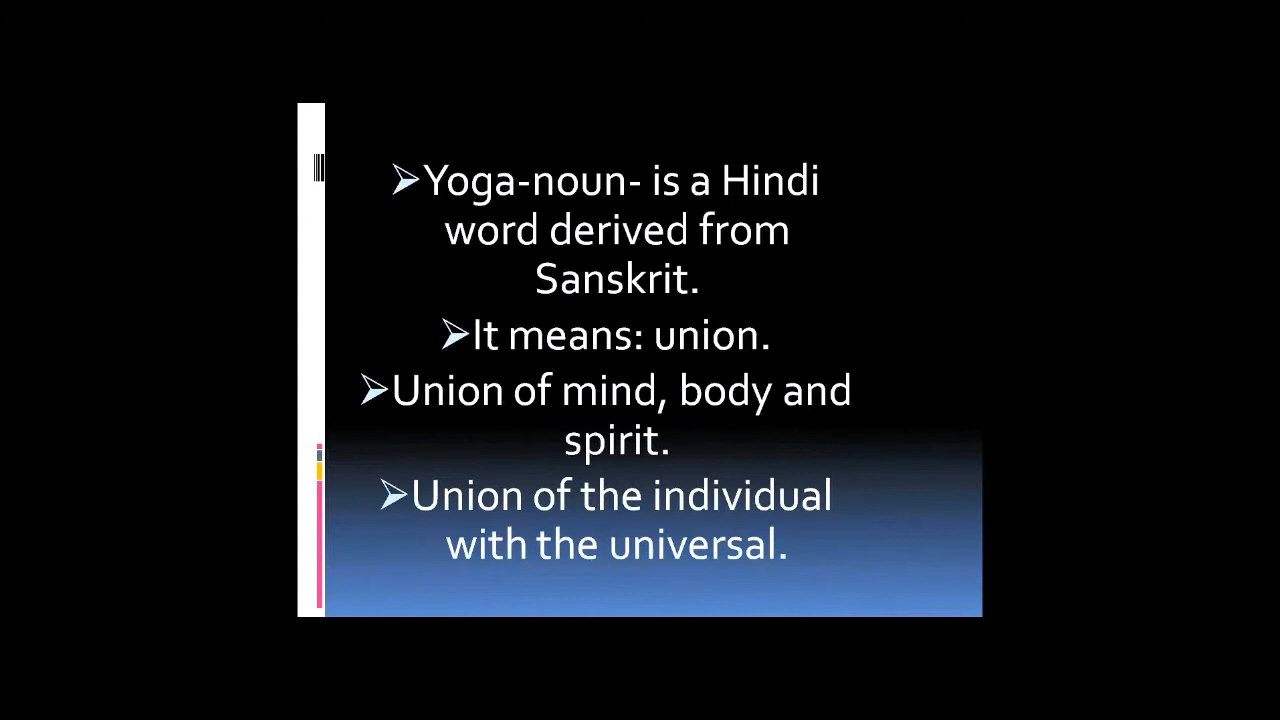 ➢Yoga-noun- is a Hindi
word derived from
Sanskrit.
➢It means: union.
➢Union of mind, body and
spirit.
➢Union of the individual
with the universal.